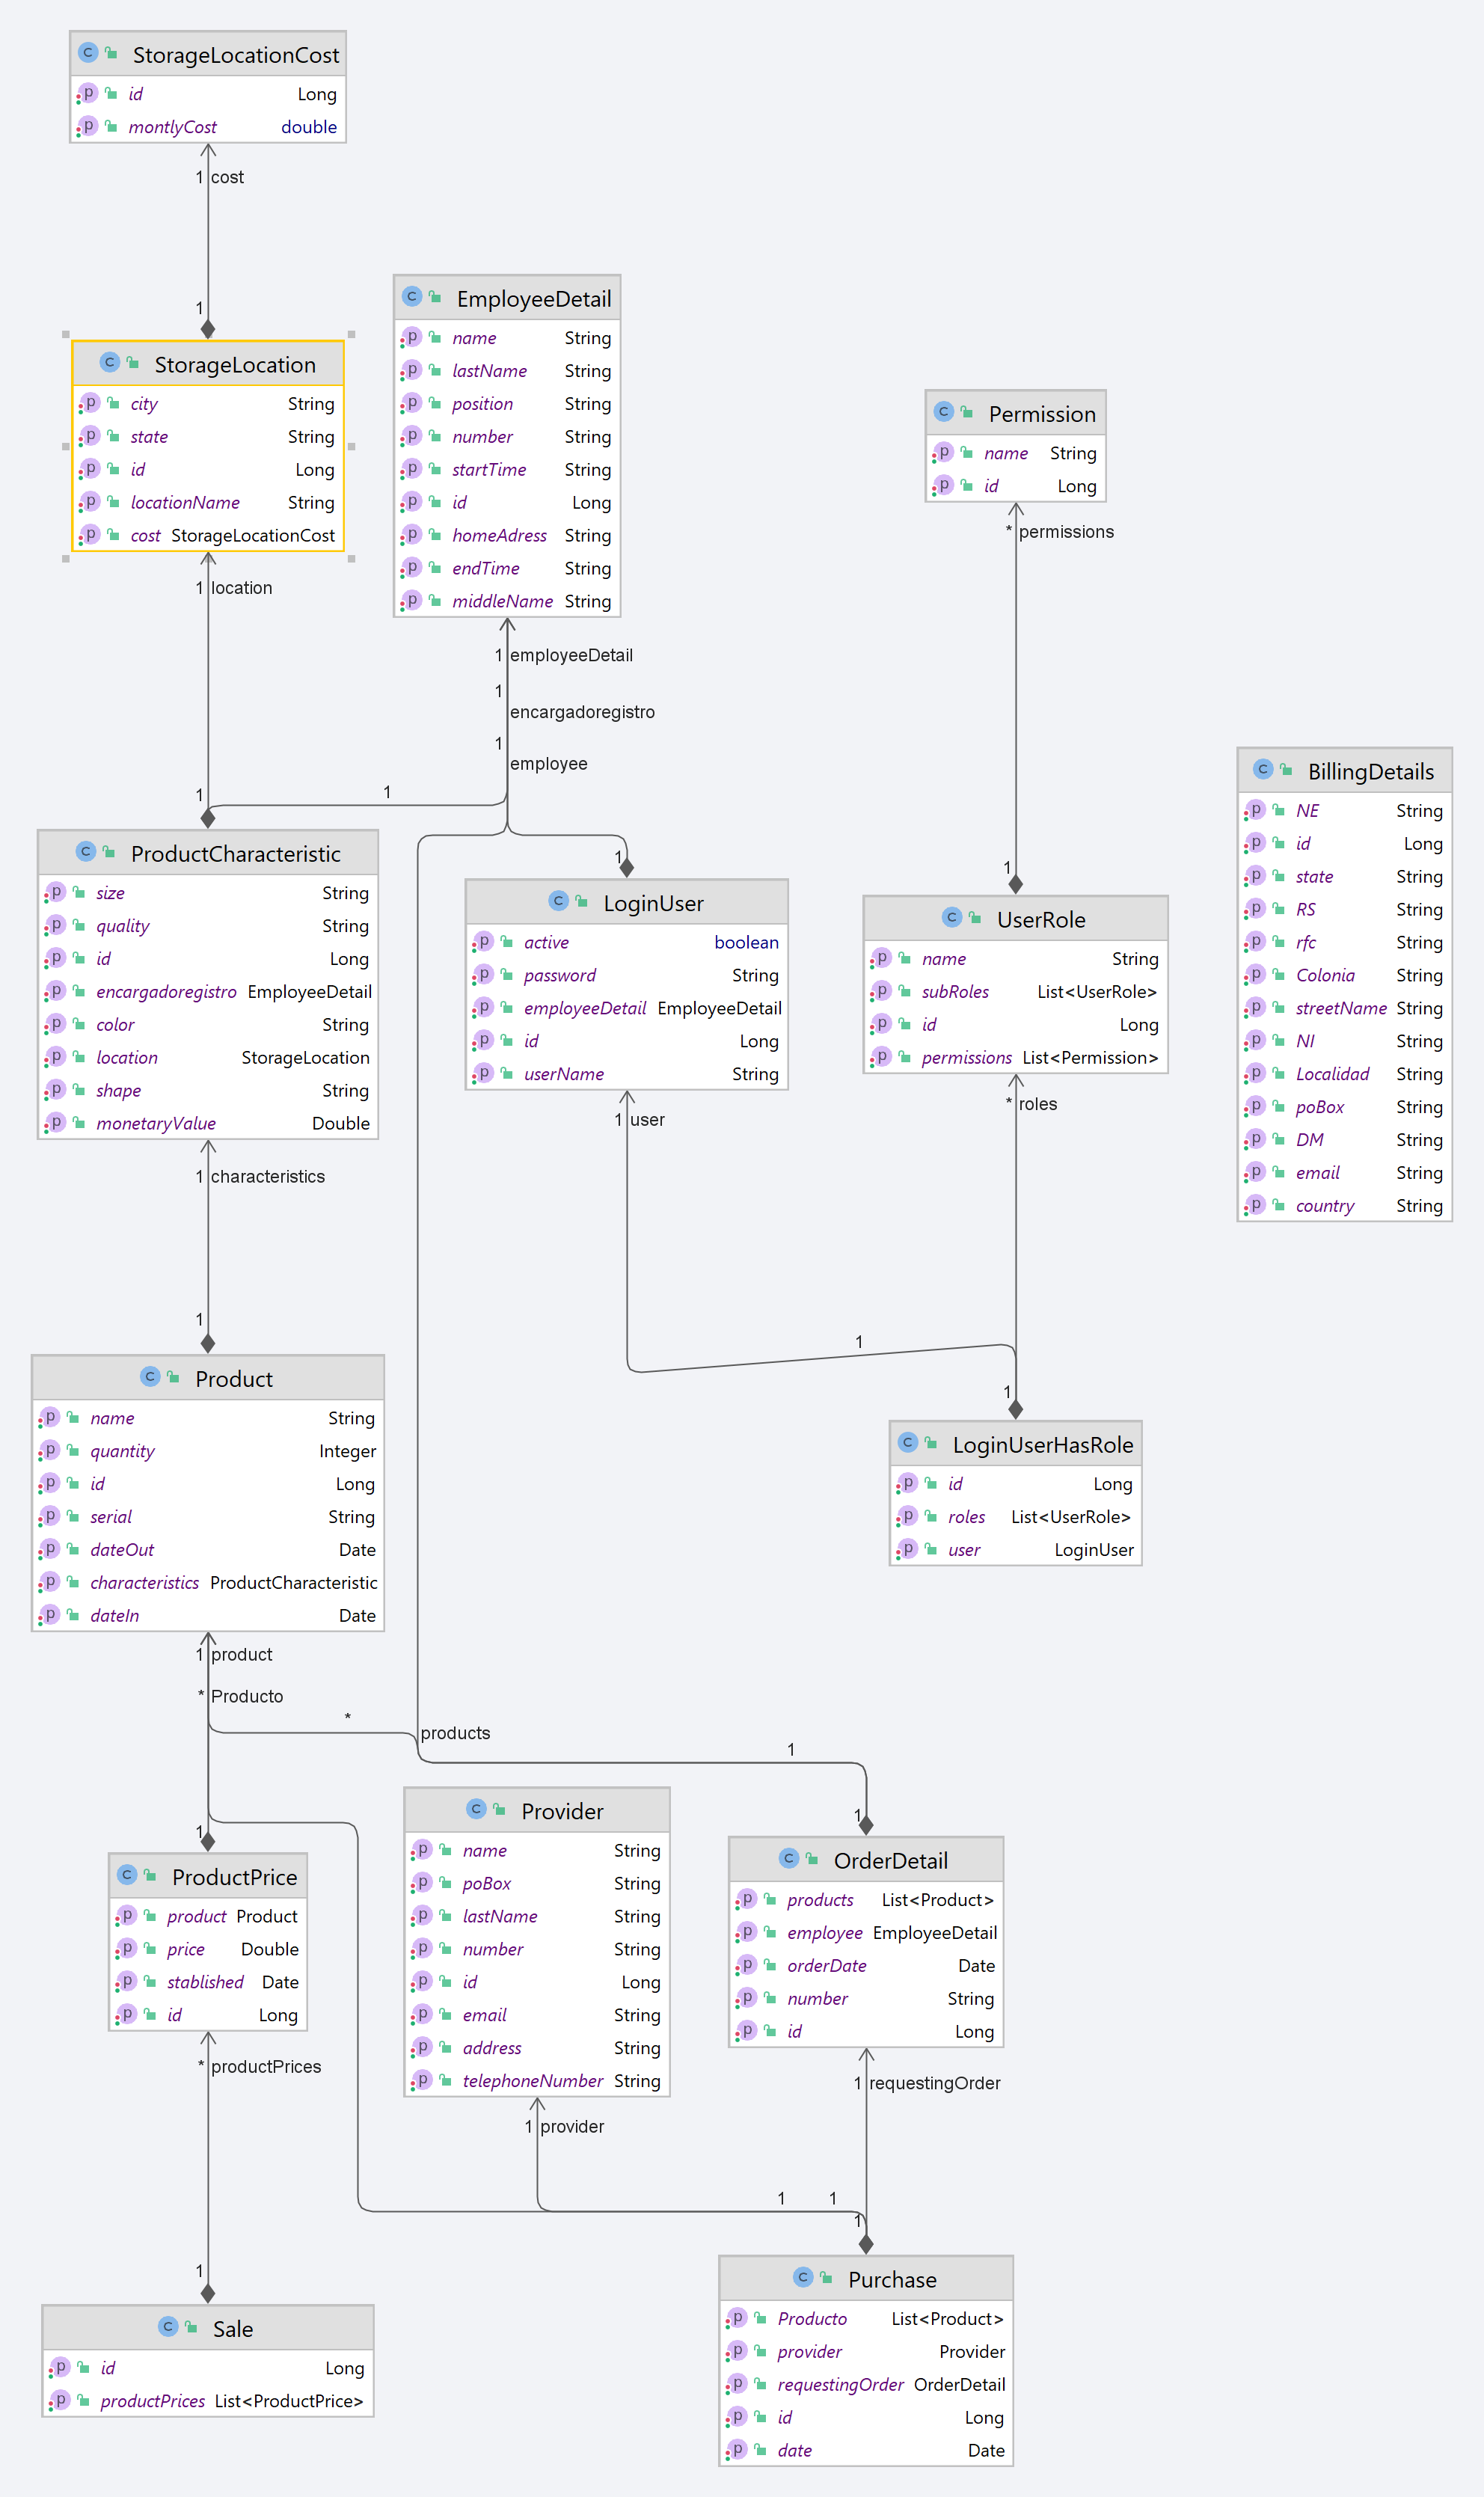 StorageLocationCost
id Long
montlyCost double
1 cost
1
StorageLocation
city String
state String
id Long
locationName String
cost StorageLocationCost
1 location
1
EmployeeDetail
name String
lastName String
position String
number String
startTime String
id Long
homeAdress String
endTime String
middleName String
1 employeeDetail
1
encargadoregistro
1
employee
1
1
Permission
name String
id Long
* permissions
1
BillingDetails
NE String
id Long
state String
RS String
rfc String
Colonia String
streetName String
NI String
Localidad String
poBox String
DM String
email String
country String
ProductCharacteristic
size String
quality String
id Long
encargadoregistro EmployeeDetail
color String
location StorageLocation
shape String
monetaryValue Double
1 characteristics
1
LoginUser
active boolean
password String
employeeDetail EmployeeDetail
id Long
userName String
1 user
1
UserRole
name String
subRoles List<UserRole>
id Long
permissions List<Permission>
* roles
1
LoginUserHasRole
id Long
roles List<UserRole>
user LoginUser
Product
name String
quantity Integer
id Long
serial String
dateOut Date
characteristics ProductCharacteristic
dateIn Date
1 product
* Producto
*
products
1
1
1
ProductPrice
product Product
price Double
stablished Date
id Long
* productPrices
1
Provider
name String
poBox String
lastName String
number String
id Long
email String
address String
telephoneNumber String
1 provider
OrderDetail
products List<Product>
employee EmployeeDetail
orderDate Date
number String
id Long
1 requestingOrder
1 1
1
Sale
id Long
productPrices List<ProductPrice>
Purchase
Producto List<Product>
provider Provider
requestingOrder OrderDetail
id Long
date Date